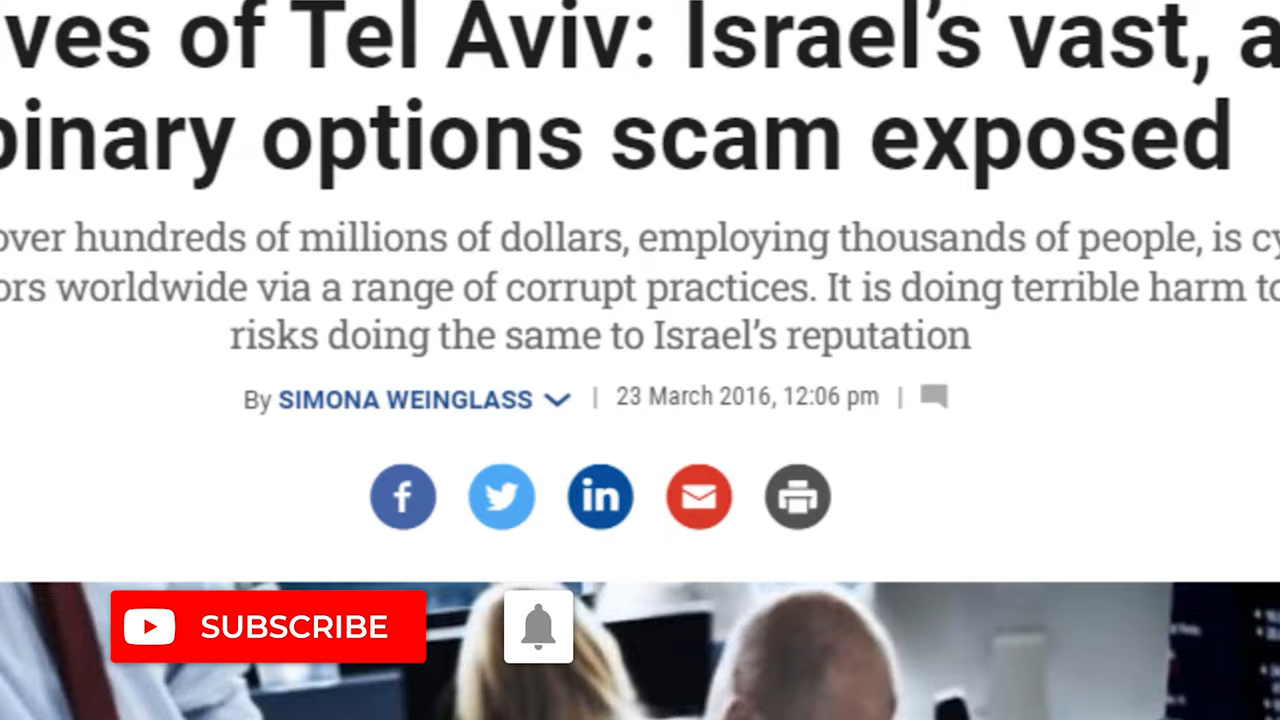 ves of Tel Aviv: Israel's vast, a
binary options scam exposed
over hundreds of millions of dollars, employing thousands of people, is cy
ors worldwide via a range of corrupt practices. It is doing terrible harm to
risks doing the same to Israel's reputation
By SIMONA WEINGLASS | 23 March 2016, 12:06 pm |
f in
SUBSCRIBE